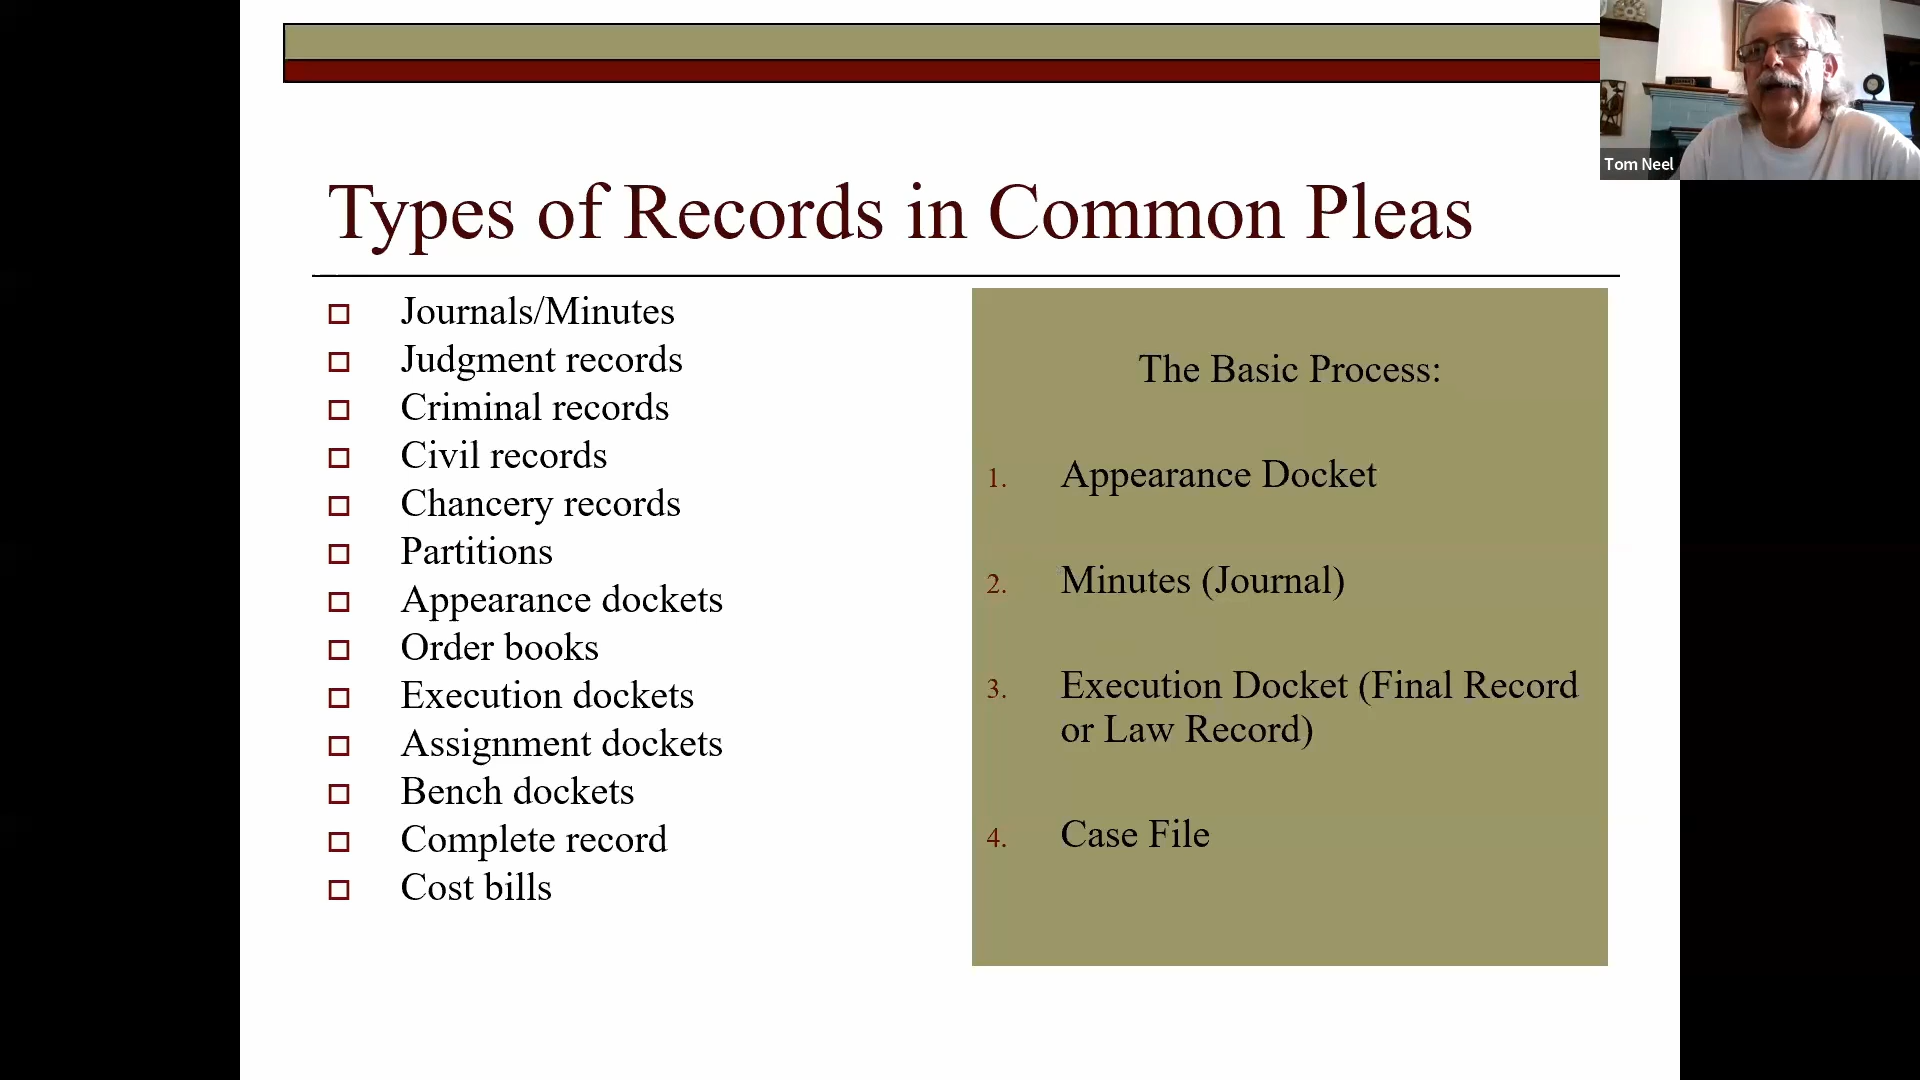 Types of Records in Common Pleas
Journals/Minutes
Judgment records
Criminal records
Civil records
Chancery records
Partitions
Appearance dockets
Order books
Execution dockets
Assignment dockets
Bench dockets
Complete record
Cost bills
The Basic Process:
1. Appearance Docket
2. Minutes (Journal)
3. Execution Docket (Final Record
or Law Record)
4. Case File
Tom Neel